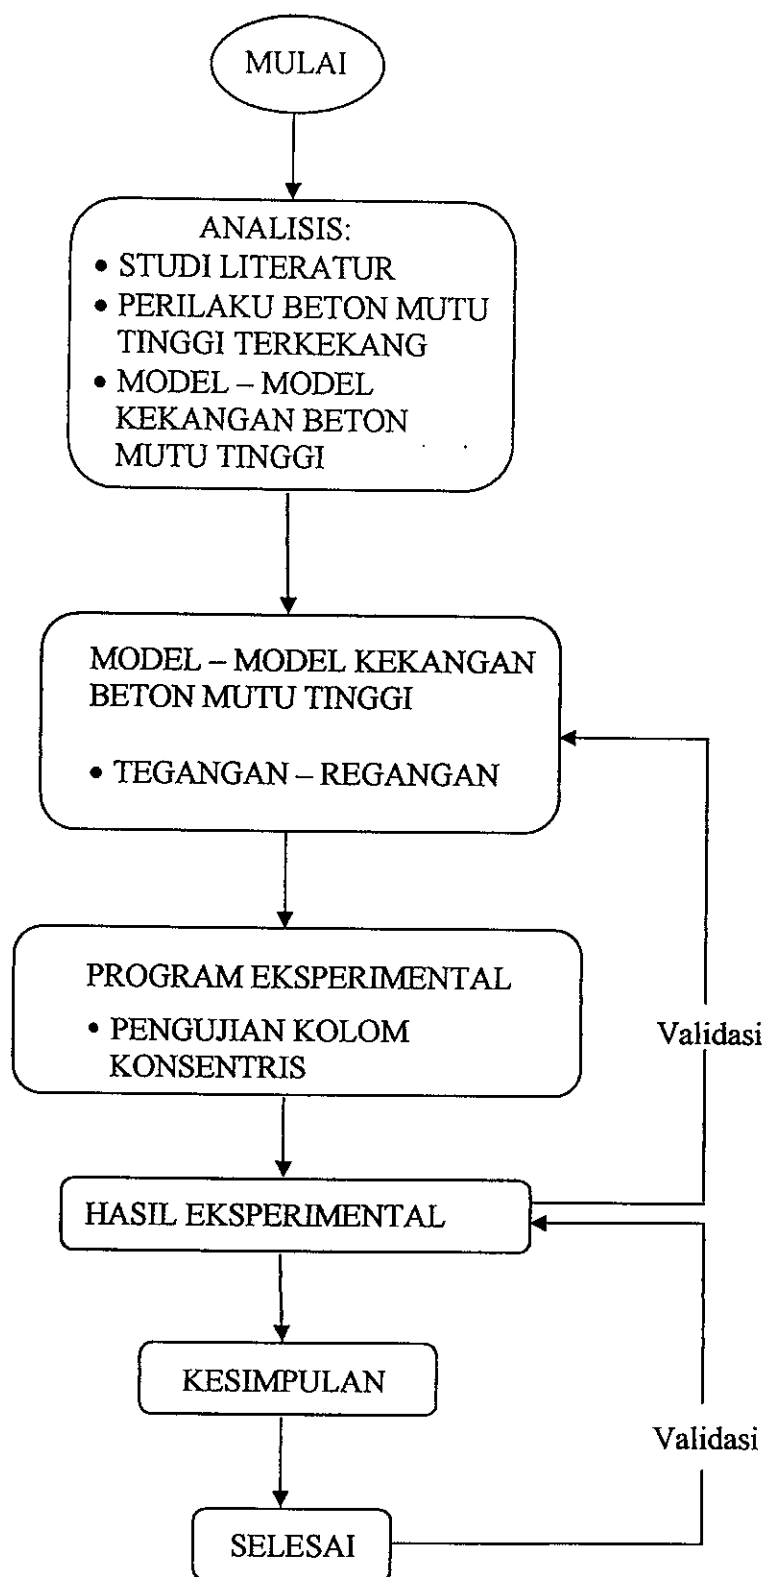 MULAI
ANALISIS:
• STUDI LITERATUR
• PERILAKU BETON MUTU
TINGGI TERKEKANG
• MODEL – MODEL
KEKANGAN BETON
MUTU TINGGI
MODEL – MODEL KEKANGAN
BETON MUTU TINGGI
• TEGANGAN – REGANGAN
PROGRAM EKSPERIMENTAL
• PENGUJIAN KOLOM
KONSENTRIS
Validasi
HASIL EKSPERIMENTAL
KESIMPULAN
Validasi
SELESAI